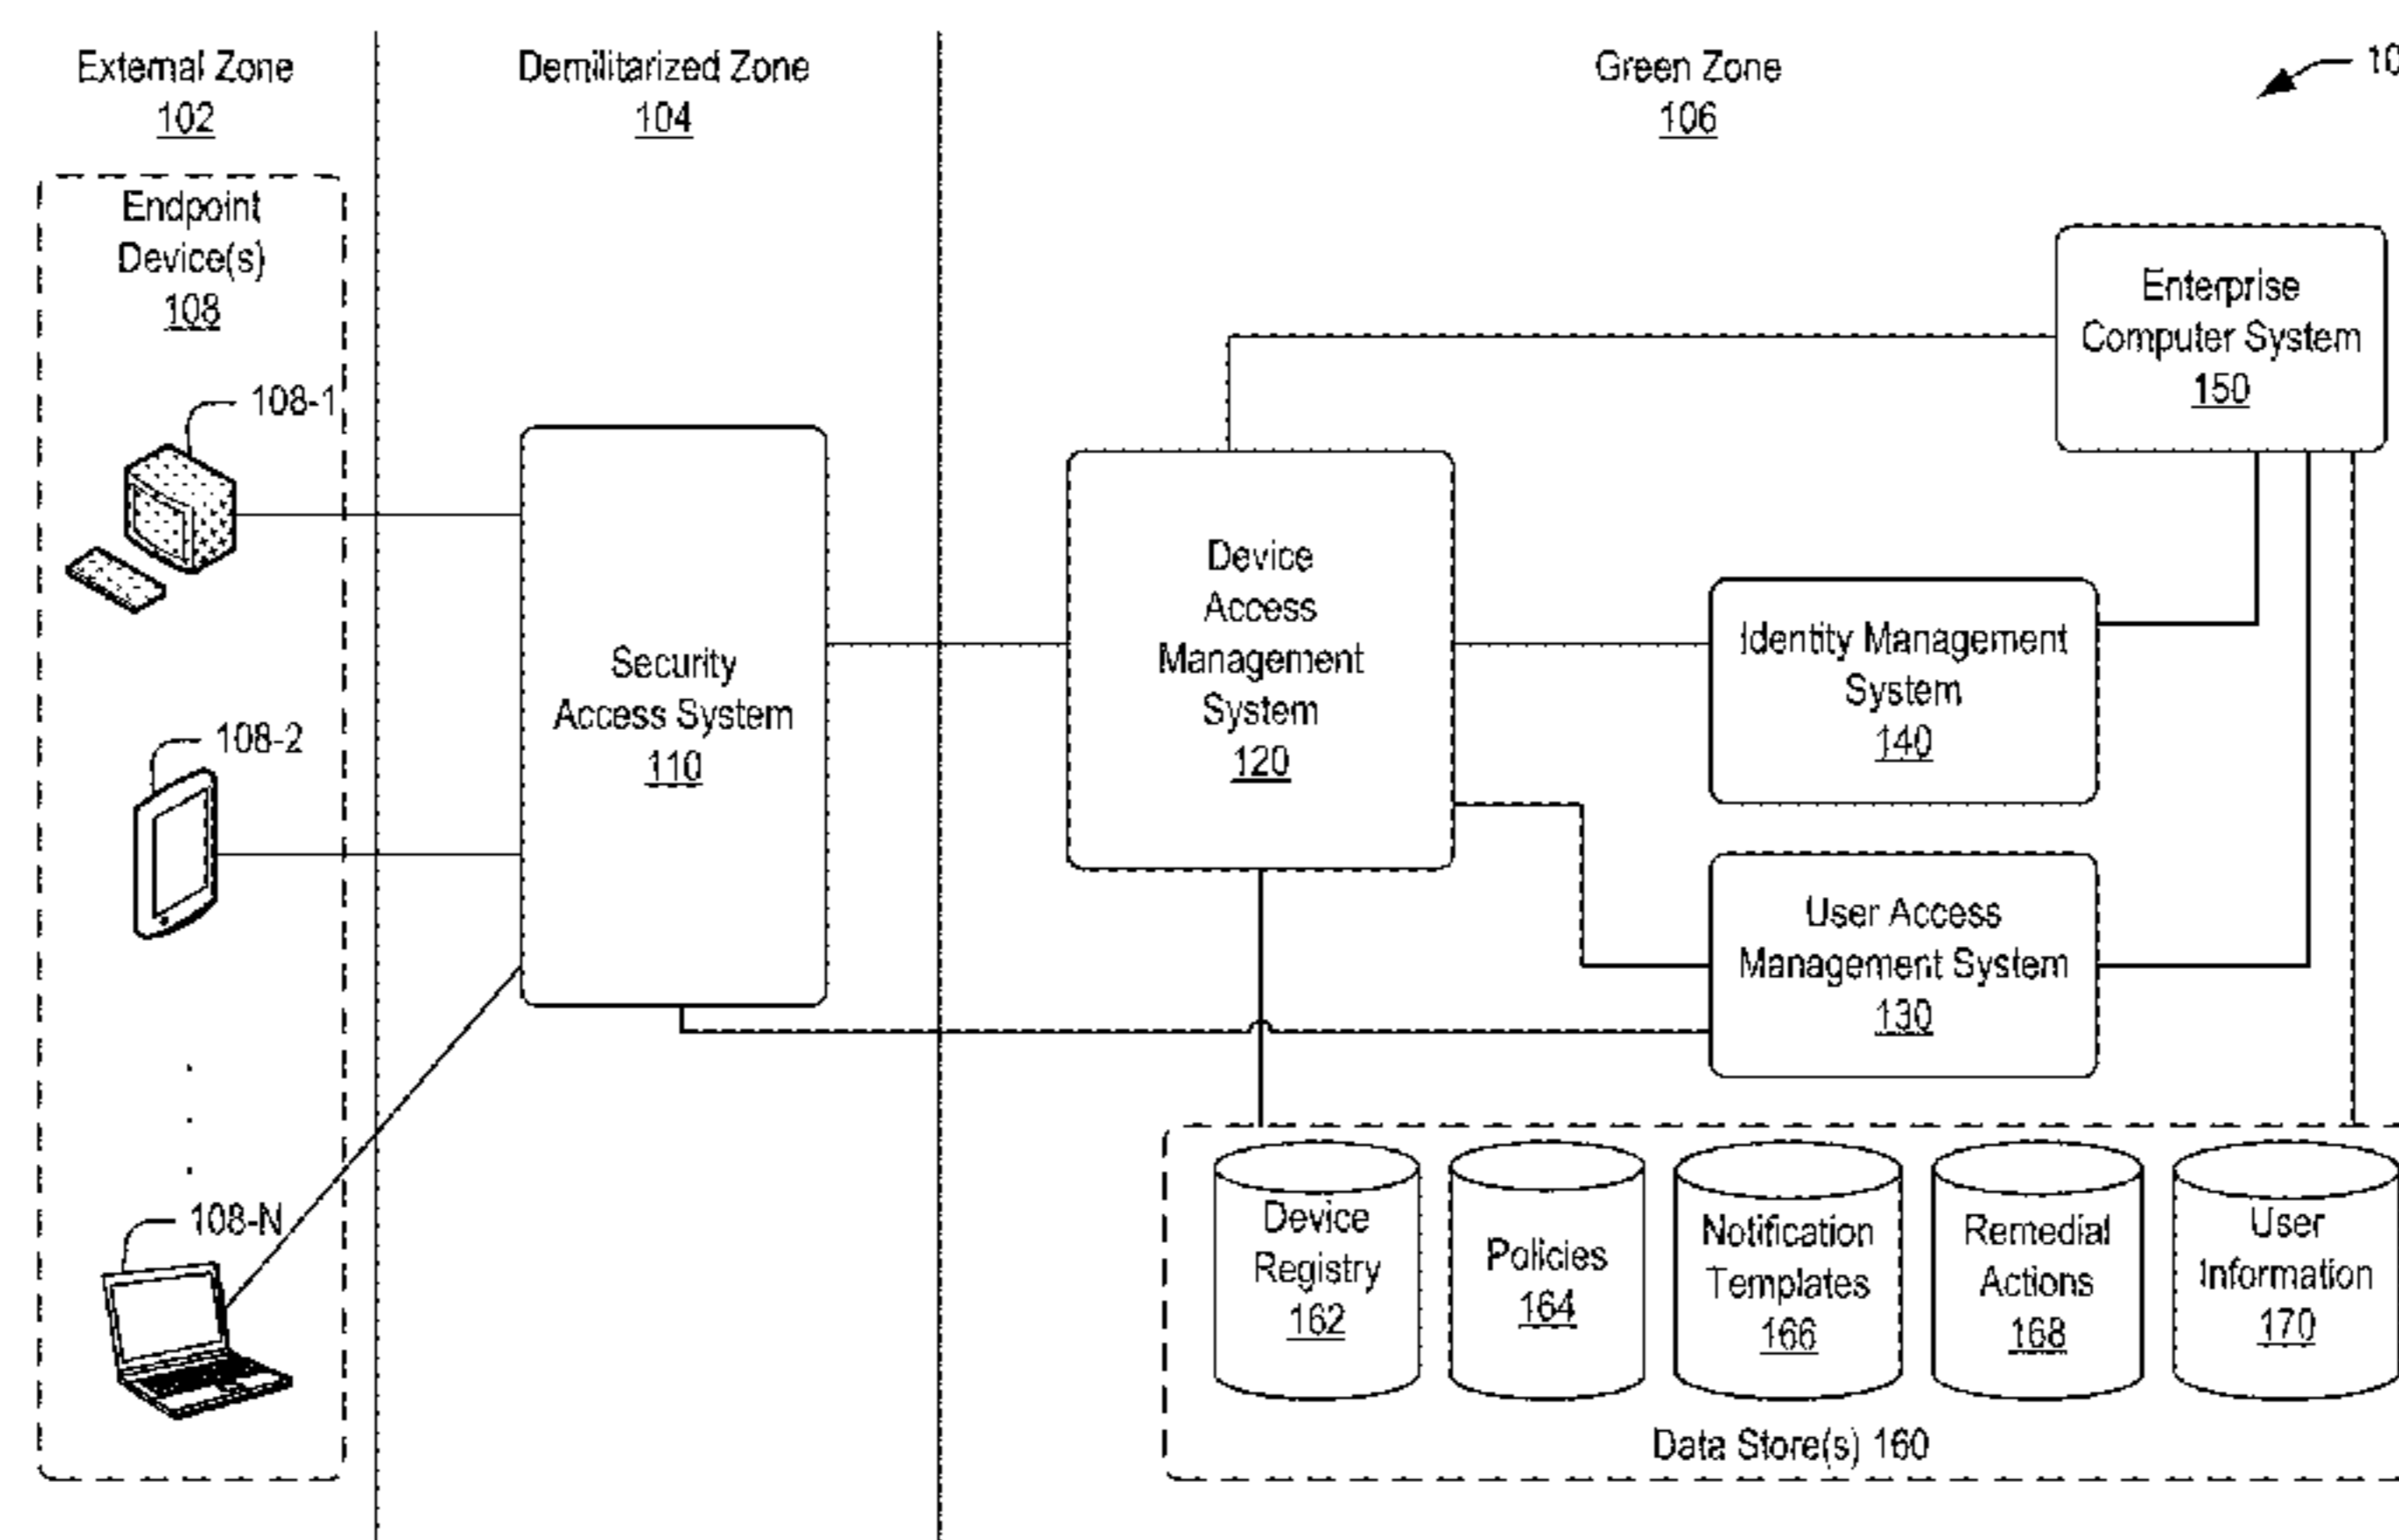 External Zone
102
Demilitarized Zone
104
Green Zone
106
10
Endpoint
Device(s)
108
108-1
108-2
108-N
Security
Access System
110
Device
Access
Management
System
120
Enterprise
Computer System
150
Identity Management
System
140
User Access
Management System
130
Device
Registry
162
Policies
164
Notification
Templates
166
Remedial
Actions
168
User
Information
170
Data Store(s) 160